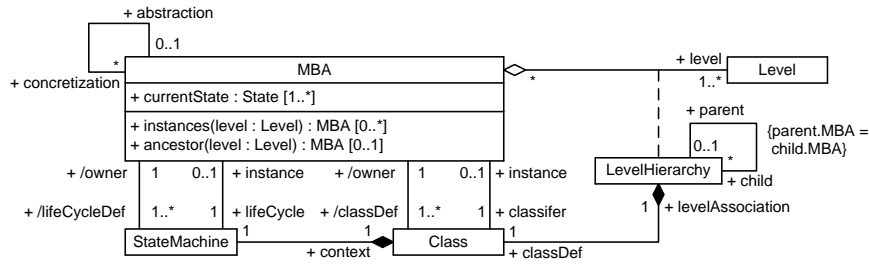 + abstraction
0..1
*
+ concretization
MBA
+ currentState : State [1..*]
+ instances(level : Level) : MBA [0..*]
+ ancestor(level : Level) : MBA [0..1]
*
+ level
1..*
Level
+ parent
0..1
{parent.MBA =
child.MBA}
*
+ child
LevelHierarchy
1
+ levelAssociation
+ /owner
1
0..1
+ instance
+ /owner
1
0..1
+ instance
+ /lifeCycleDef
1..*
1
+ lifeCycle
+ /classDef
1..*
1
+ classifer
StateMachine
1
1
+ context
Class
1
+ classDef